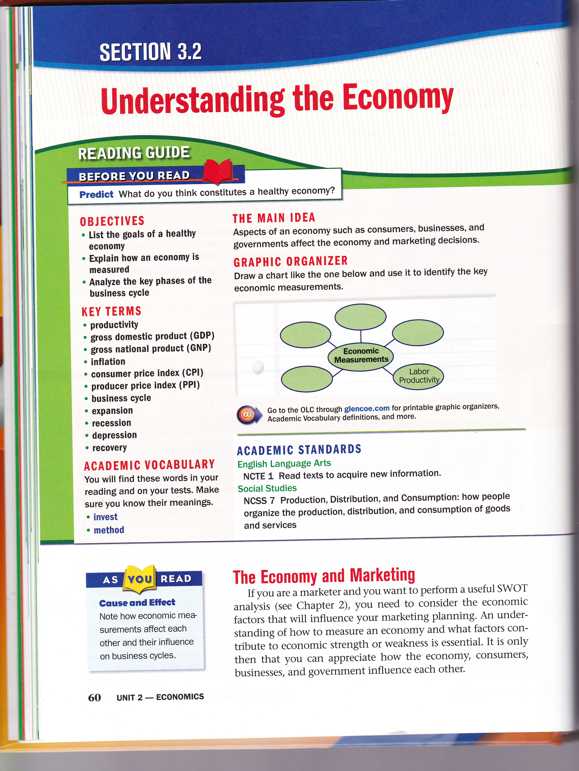 SECTION 3.2
Understanding the Economy
READING GUIDE
BEFORE YOU READ
Predict What do you think constitutes a healthy economy?
OBJECTIVES
• List the goals of a healthy
economy
• Explain how an economy is
measured
• Analyze the key phases of the
business cycle
KEY TERMS
• productivity
• gross domestic product (GDP)
• gross national product (GNP)
• inflation
• consumer price index (CPI)
• producer price index (PPI)
• business cycle
• expansion
• recession
• depression
• recovery
ACADEMIC VOCABULARY
You will find these words in your
reading and on your tests. Make
sure you know their meanings.
• invest
• method
THE MAIN IDEA
Aspects of an economy such as consumers, businesses, and
governments affect the economy and marketing decisions.
GRAPHIC ORGANIZER
Draw a chart like the one below and use it to identify the key
economic measurements.
Economic
Measurements
Labor
Productivity
@
Go to the OLC through glencoe.com for printable graphic organizers,
Academic Vocabulary definitions, and more.
ACADEMIC STANDARDS
English Language Arts
NCTE 1 Read texts to acquire new information.
Social Studies
NCSS 7 Production, Distribution, and Consumption: how people
organize the production, distribution, and consumption of goods
and services
AS YOU READ
Cause and Effect
Note how economic mea-
surements affect each
other and their influence
on business cycles.
The Economy and Marketing
If you are a marketer and you want to perform a useful SWOT
analysis (see Chapter 2), you need to consider the economic
factors that will influence your marketing planning. An under-
standing of how to measure an economy and what factors con-
tribute to economic strength or weakness is essential. It is only
then that you can appreciate how the economy, consumers,
businesses, and government influence each other.
60 UNIT 2 — ECONOMICS